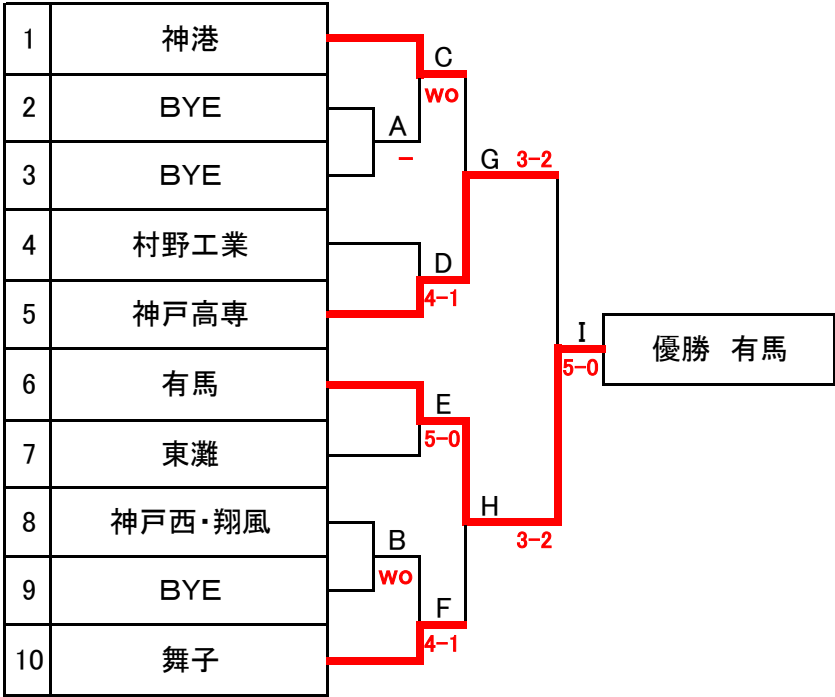 1 神港
2 BYE
3 BYE
4 村野工業
5 神戸高専
6 有馬
7 東灘
8 神戸西・翔風
9 BYE
10 舞子
A
-
B
wo
C
wo
D
4-1
E
5-0
F
4-1
G 3-2
H
3-2
I
5-0
優勝 有馬